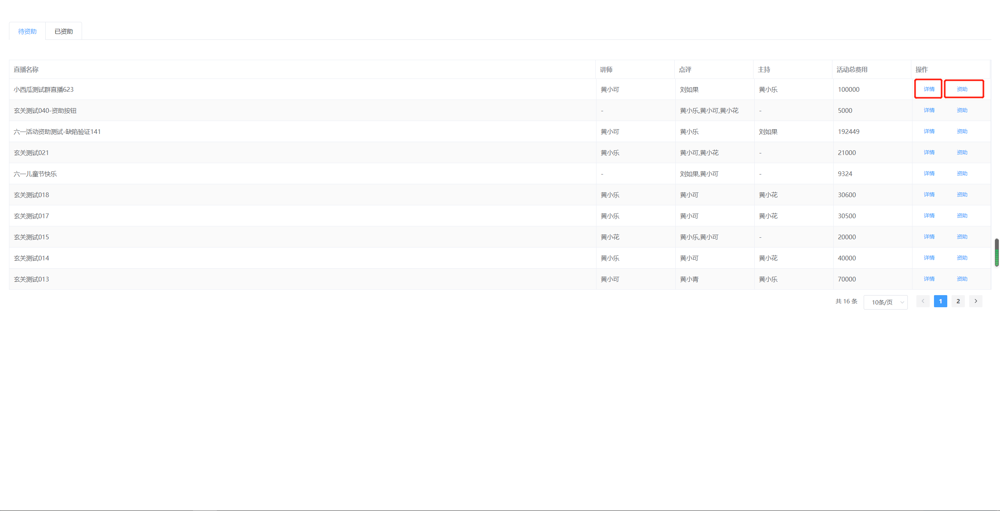 待资助 已资助
直播名称 讲师 点评 主持 活动总费用 操作
小西瓜测试群直播623 黄小可 刘如果 黄小乐 100000 详情 资助
玄关测试040-资助按钮 - 黄小乐,黄小可,黄小花 - 5000 详情 资助
六一活动资助测试-缺陷验证141 黄小可 黄小乐 刘如果 192449 详情 资助
玄关测试021 黄小乐 黄小可,黄小花 - 21000 详情 资助
六一儿童节快乐 - 刘如果,黄小可 - 9324 详情 资助
玄关测试018 黄小乐 黄小可 黄小花 30600 详情 资助
玄关测试017 黄小乐 黄小可 黄小花 30500 详情 资助
玄关测试015 黄小花 黄小乐,黄小可 - 20000 详情 资助
玄关测试014 黄小乐 黄小可 黄小花 40000 详情 资助
玄关测试013 黄小可 黄小青 黄小乐 70000 详情 资助
共 16 条 10条/页 1 2